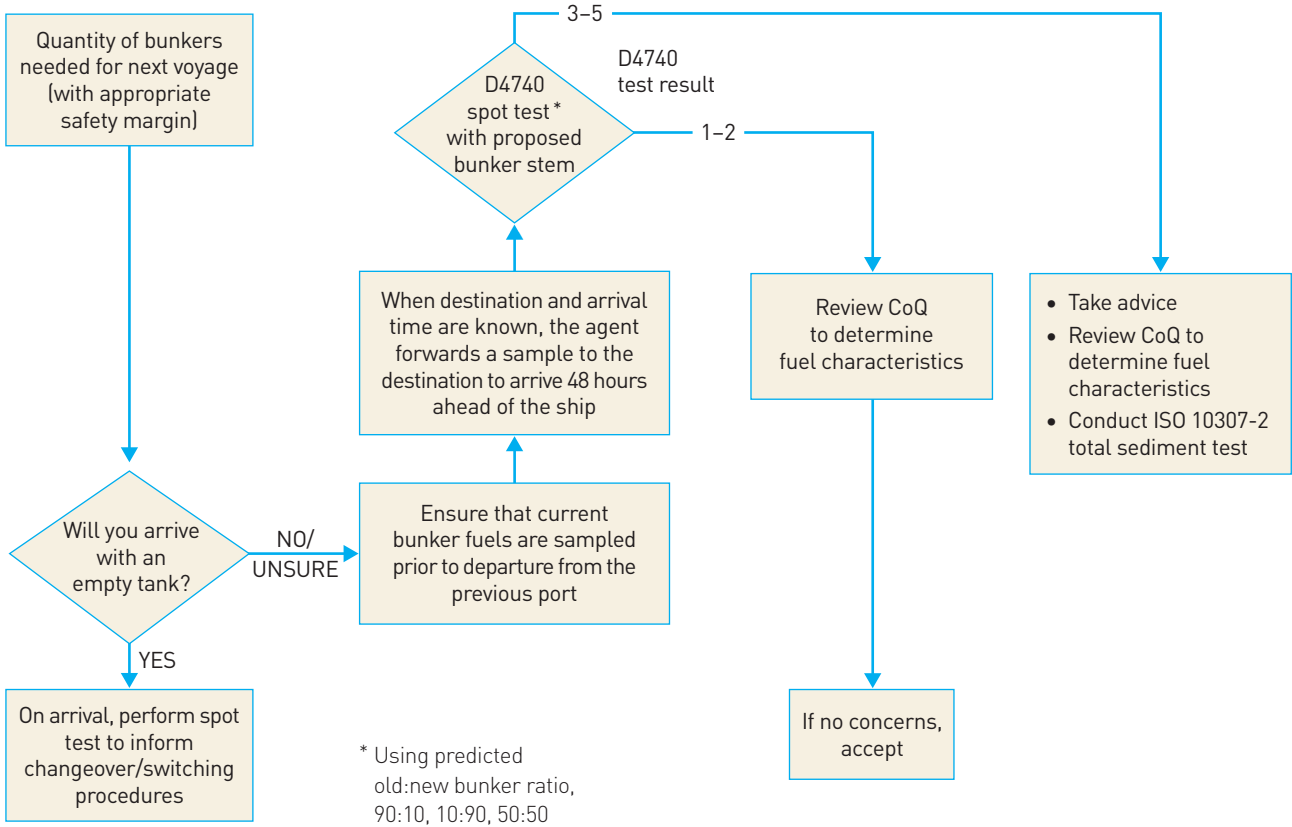 Quantity of bunkers
needed for next voyage
(with appropriate
safety margin)
Will you arrive
with an
empty tank?
YES
On arrival, perform spot
test to inform
changeover/switching
procedures
NO/
UNSURE
Ensure that current
bunker fuels are sampled
prior to departure from the
previous port
When destination and arrival
time are known, the agent
forwards a sample to the
destination to arrive 48 hours
ahead of the ship
D4740
spot test *
with proposed
bunker stem
D4740
test result
1–2
Review CoQ
to determine
fuel characteristics
If no concerns,
accept
3–5
• Take advice
• Review CoQ to
determine fuel
characteristics
• Conduct ISO 10307-2
total sediment test
* Using predicted
old:new bunker ratio,
90:10, 10:90, 50:50